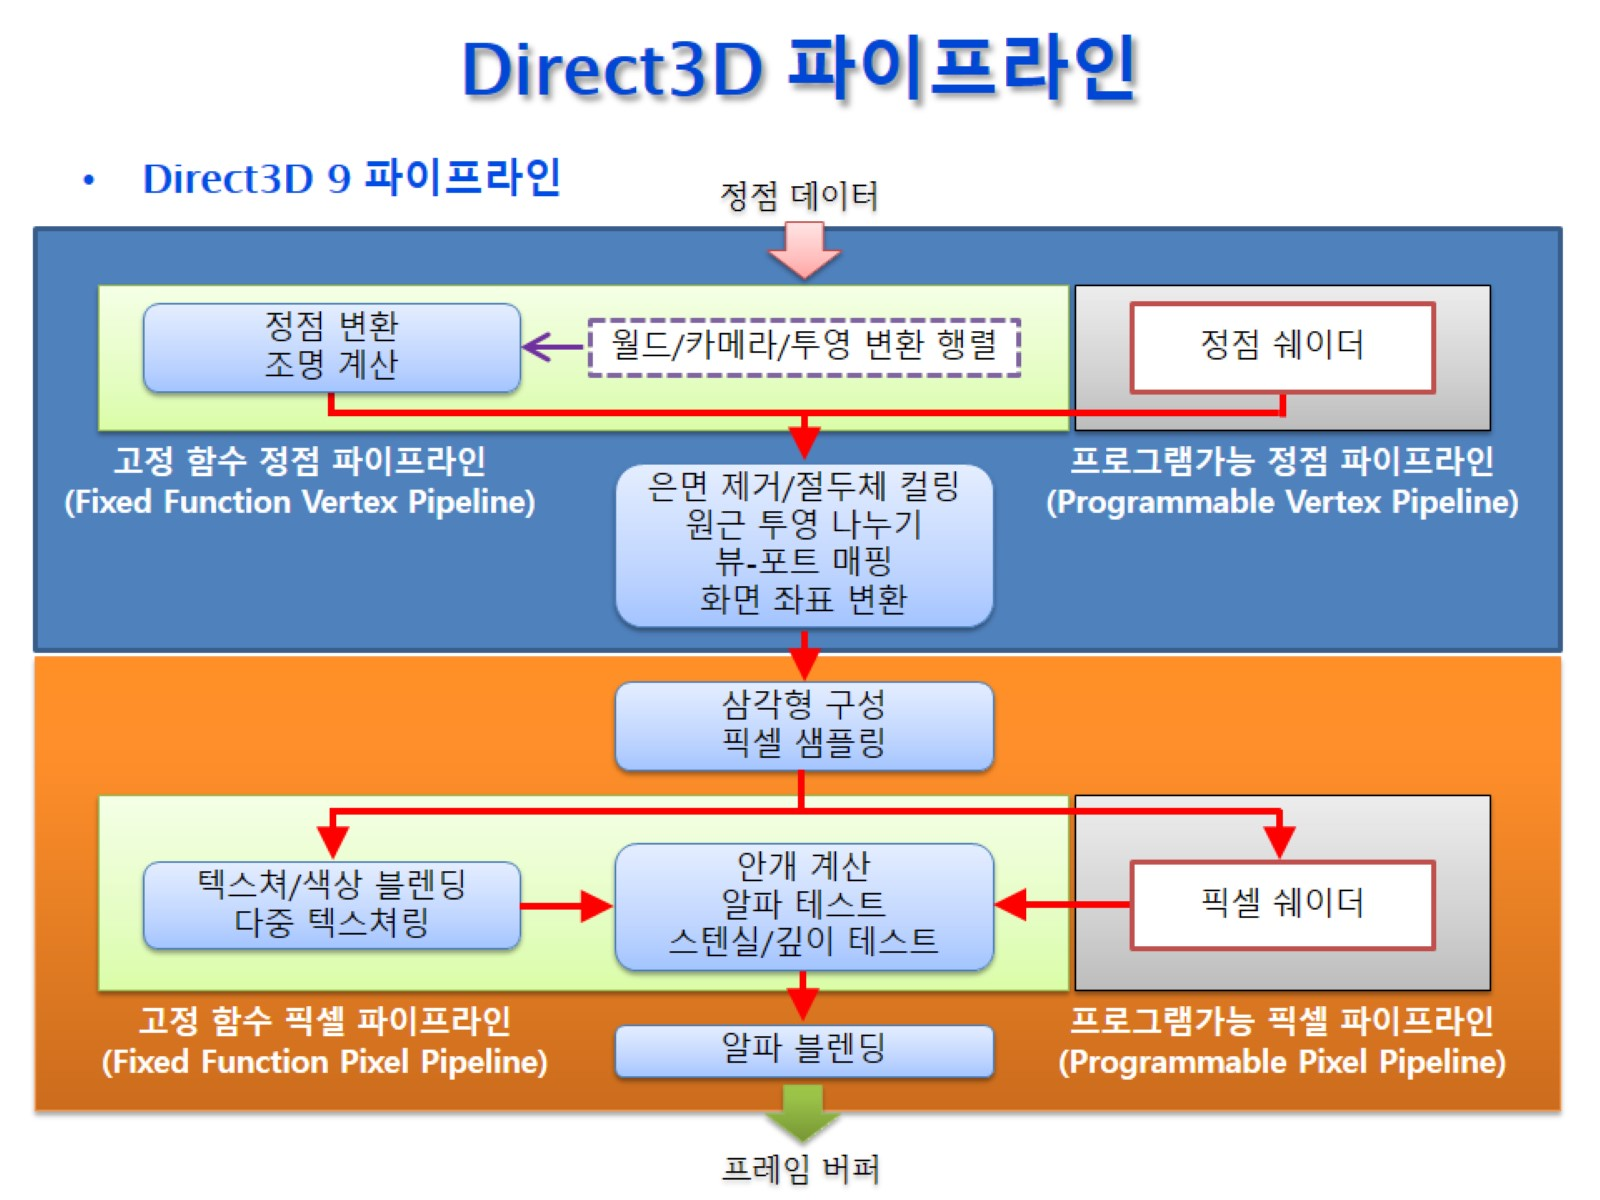 Direct3D 파이프라인
• Direct3D 9 파이프라인
정점 데이터
정점 변환
조명 계산
월드/카메라/투영 변환 행렬
정점 쉐이더
고정 함수 정점 파이프라인
(Fixed Function Vertex Pipeline)
프로그램가능 정점 파이프라인
(Programmable Vertex Pipeline)
은면 제거/절두체 컬링
원근 투영 나누기
뷰-포트 매핑
화면 좌표 변환
삼각형 구성
픽셀 샘플링
텍스쳐/색상 블렌딩
다중 텍스쳐링
안개 계산
알파 테스트
스텐실/깊이 테스트
픽셀 쉐이더
고정 함수 픽셀 파이프라인
(Fixed Function Pixel Pipeline)
프로그램가능 픽셀 파이프라인
(Programmable Pixel Pipeline)
알파 블렌딩
프레임 버퍼